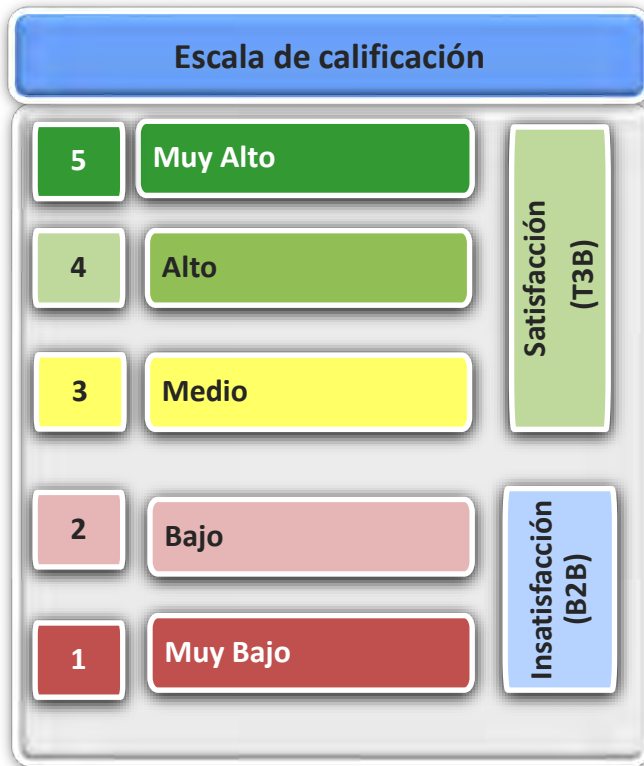 Escala de calificación
5 Muy Alto
4 Alto
3 Medio
Satisfacción
(T3B)
2 Bajo
1 Muy Bajo
Insatisfacción
(B2B)